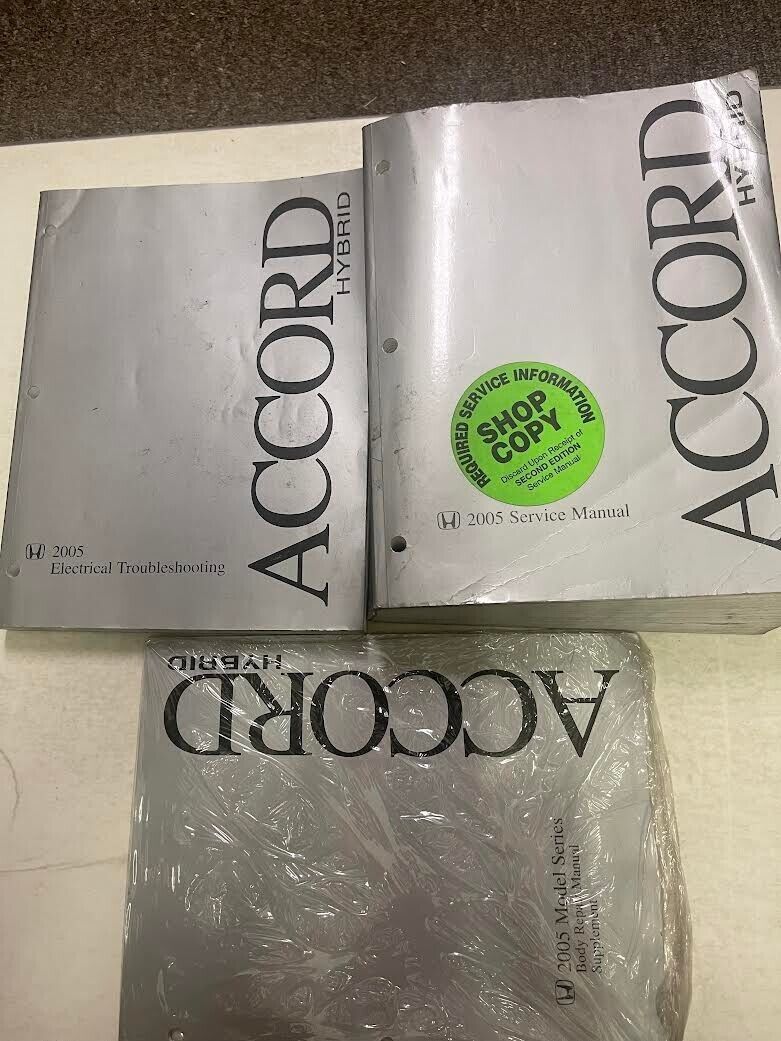 ACCORD
HYBRID
2005
Electrical Troubleshooting
ACCORD
HYBRID
REQUIRED SERVICE INFORMATION
SHOP
COPY
Discard Upon Receipt of
SECOND EDITION
Service Manual
2005 Service Manual
ACCORD
HYBRID
2005 Model Series
Body Repair Manual
Supplement